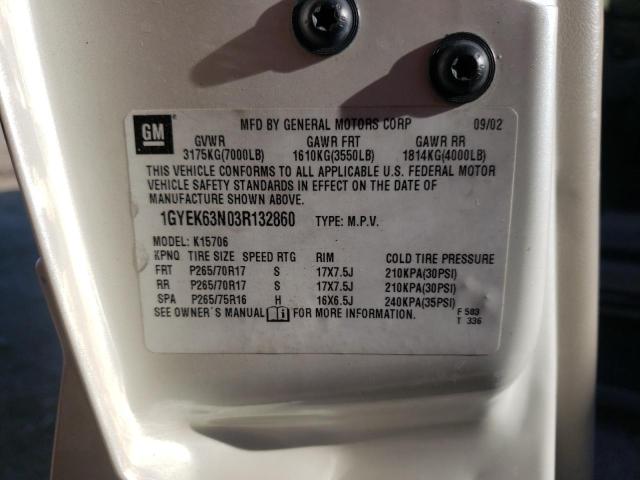 GM
MFD BY GENERAL MOTORS CORP 09/02
GVWR GAWR FRT GAWR RR
3175KG(7000LB) 1610KG(3550LB) 1814KG(4000LB)
THIS VEHICLE CONFORMS TO ALL APPLICABLE U.S. FEDERAL MOTOR
VEHICLE SAFETY STANDARDS IN EFFECT ON THE DATE OF
MANUFACTURE SHOWN ABOVE.
1GYEK63N03R132860 TYPE: M.P.V.
MODEL: K15706
KPNQ TIRE SIZE SPEED RTG RIM COLD TIRE PRESSURE
FRT P265/70R17 S 17X7.5J 210KPA(30PSI)
RR P265/70R17 S 17X7.5J 210KPA(30PSI)
SPA P265/75R16 H 16X6.5J 240KPA(35PSI)
SEE OWNER'S MANUAL FOR MORE INFORMATION.
F 503
T 336